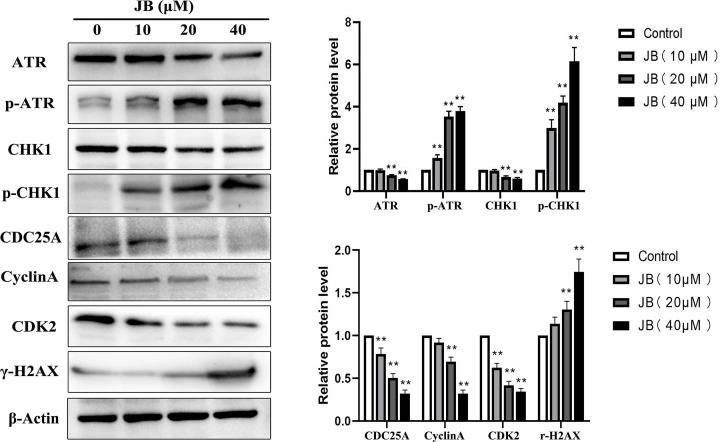 JB (μM)
0 10 20 40
ATR
p-ATR
CHK1
p-CHK1
CDC25A
CyclinA
CDK2
γ-H2AX
β-Actin
Relative protein level
8
6
4
2
0
** ** ** ** ** ** ** ** ** **
ATR p-ATR CHK1 p-CHK1
Control
JB( 10 μM )
JB( 20 μM )
JB( 40 μM )
Relative protein level
2.0
1.5
1.0
0.5
0.0
** ** ** ** ** ** ** ** ** **
CDC25A CyclinA CDK2 r-H2AX
Control
JB( 10μM )
JB( 20μM )
JB( 40μM )